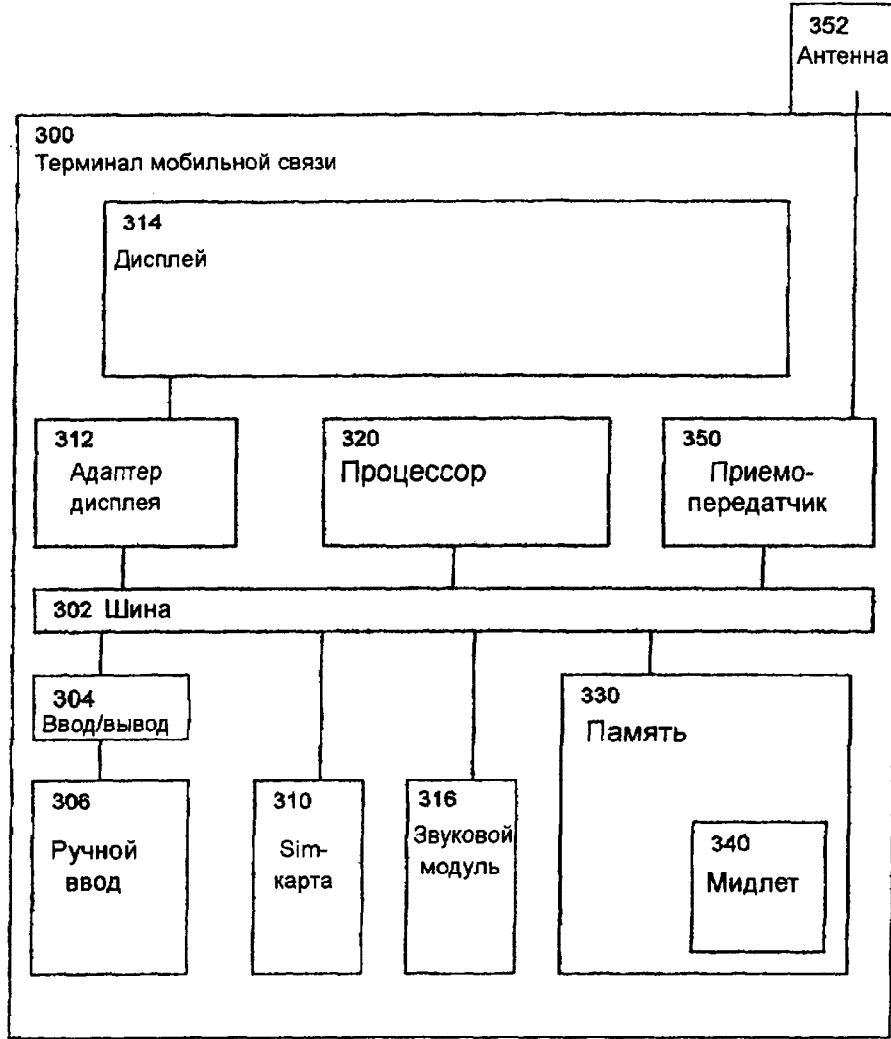 352
Антенна
300
Терминал мобильной связи
314
Дисплей
312
Адаптер
дисплея
320
Процессор
350
Приемо-
передатчик
302 Шина
304
Ввод/вывод
306
Ручной
ввод
310
Sim-
карта
316
Звуковой
модуль
330
Память
340
Мидлет